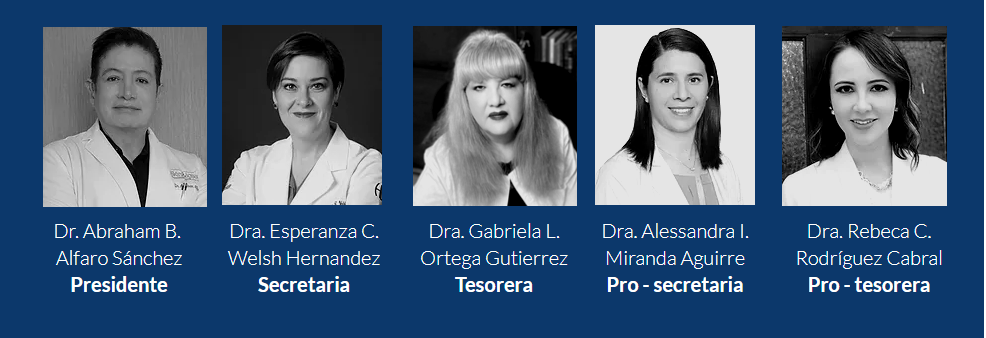 Dr. Abraham B.
Alfaro Sánchez
Presidente
Dra. Esperanza C.
Welsh Hernandez
Secretaria
Dra. Gabriela L.
Ortega Gutierrez
Tesorera
Dra. Alessandra I.
Miranda Aguirre
Pro - secretaria
Dra. Rebeca C.
Rodríguez Cabral
Pro - tesorera